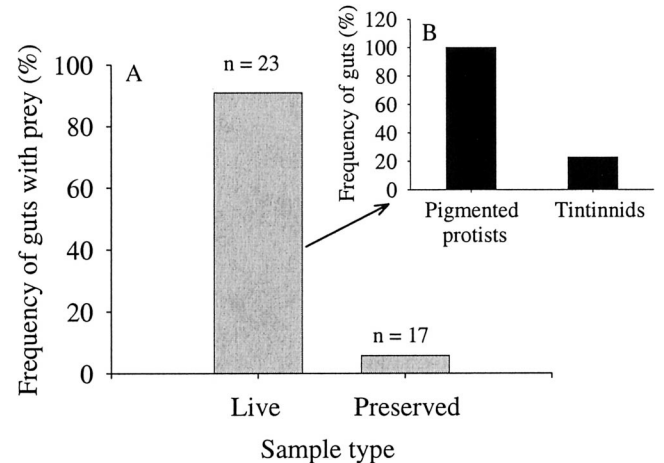 A
n = 23
n = 17
Frequency of guts with prey (%)
100
80
60
40
20
0
Live
Preserved
Sample type
B
Frequency of guts (%)
120
100
80
60
40
20
0
Pigmented
protists
Tintinnids